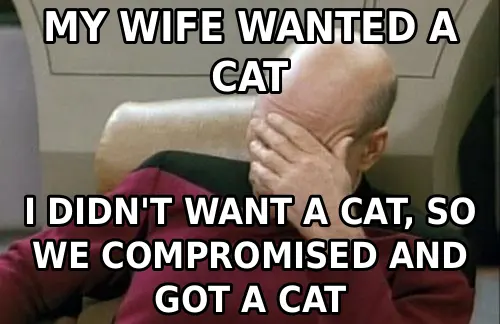 MY WIFE WANTED A
CAT
I DIDN'T WANT A CAT, SO
WE COMPROMISED AND
GOT A CAT